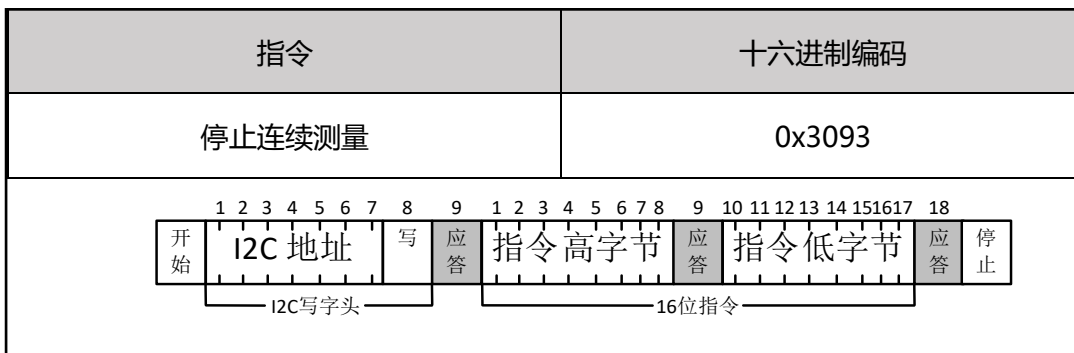 指令 十六进制编码
停止连续测量 0x3093
1 2 3 4 5 6 7 8 9 1 2 3 4 5 6 7 8 9 10 11 12 13 14 15 16 17 18
开始 I2C 地址 写 应答 指令高字节 应答 指令低字节 应答 停止
I2C写字头 16位指令